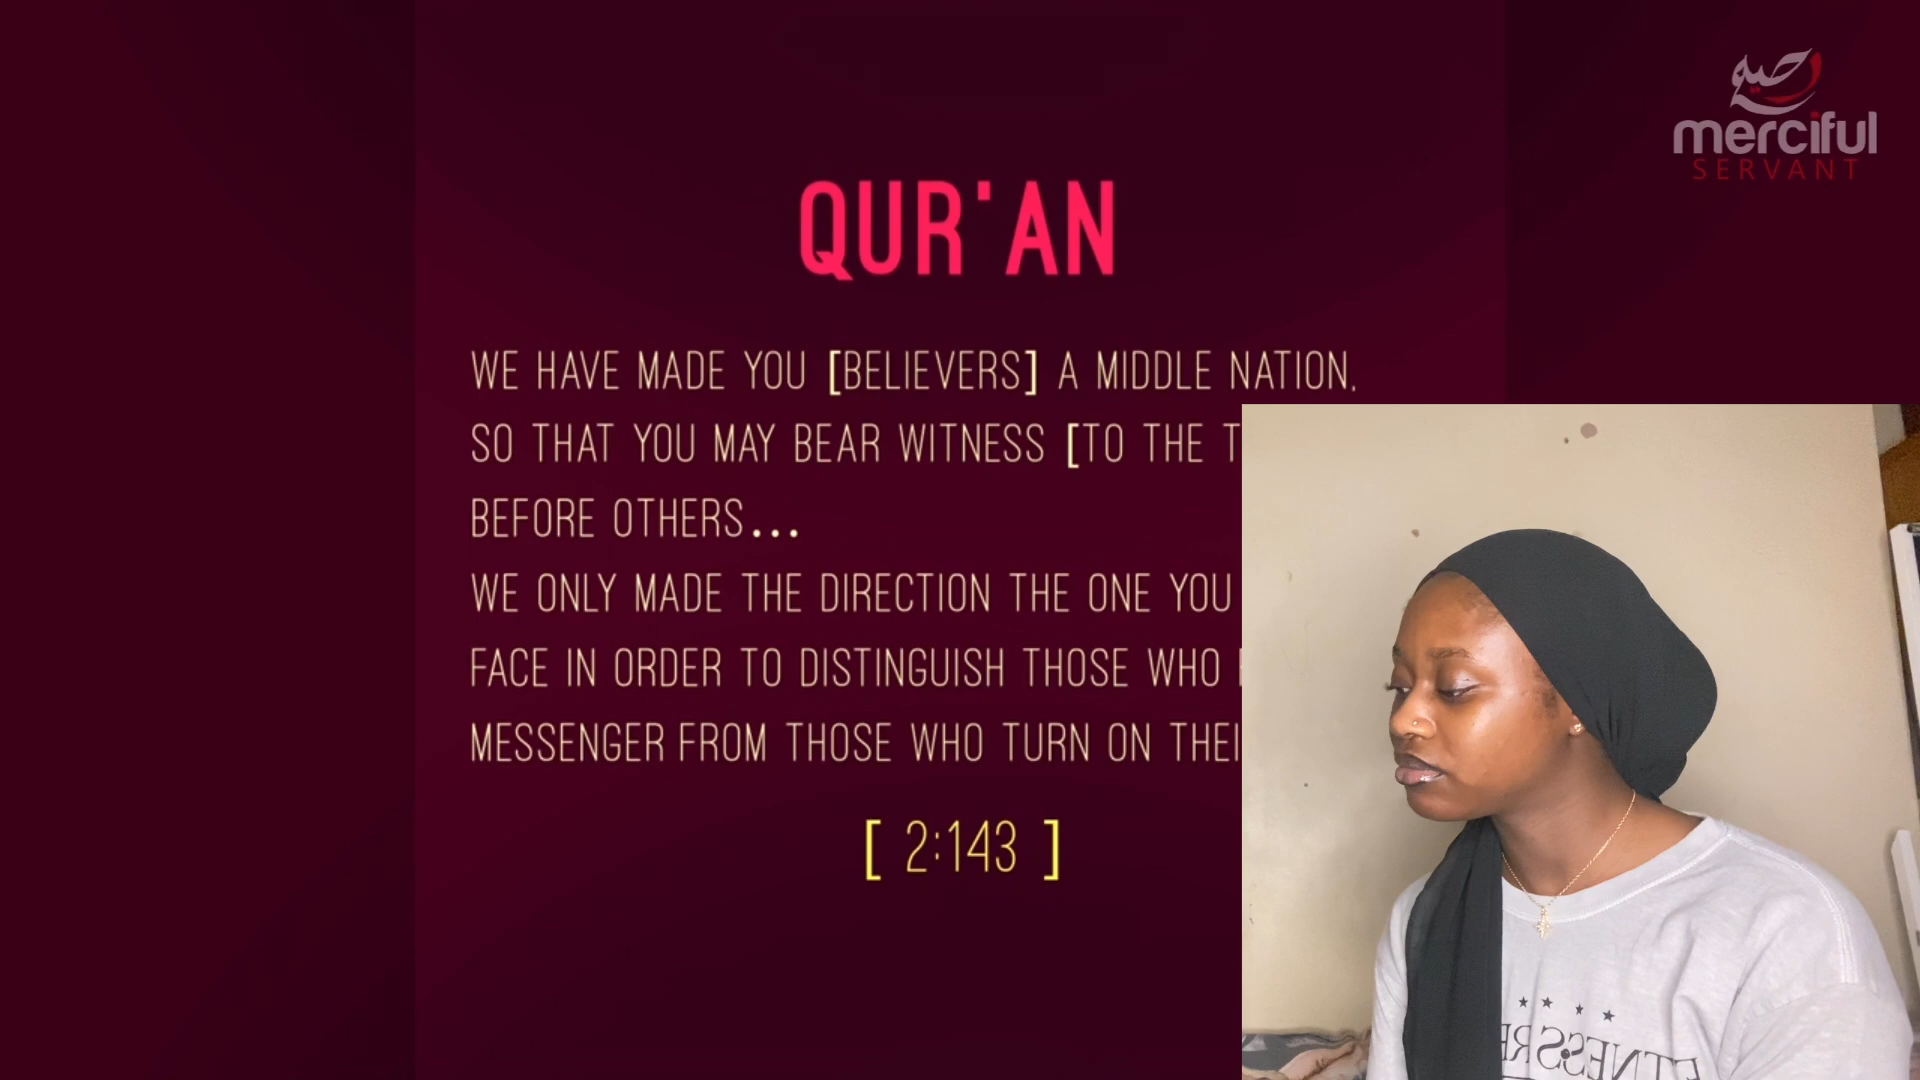 رحيم
merciful
SERVANT
QUR'AN
WE HAVE MADE YOU [BELIEVERS] A MIDDLE NATION,
SO THAT YOU MAY BEAR WITNESS [TO THE
BEFORE OTHERS...
WE ONLY MADE THE DIRECTION THE ONE YOU
FACE IN ORDER TO DISTINGUISH THOSE WHO
MESSENGER FROM THOSE WHO TURN ON
[ 2:143 ]